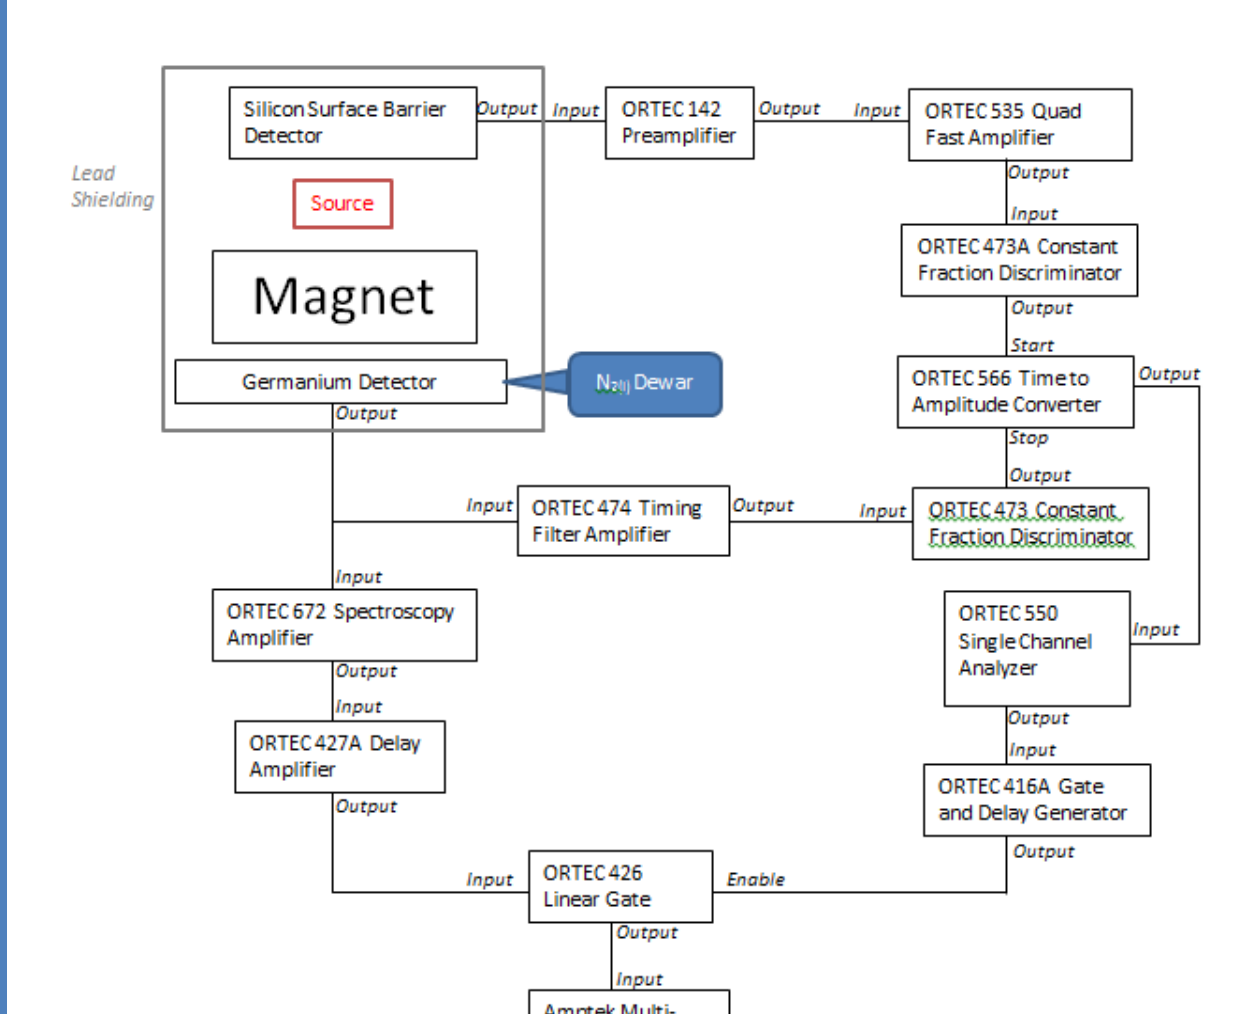 Silicon Surface Barrier
Detector
Output
Input
ORTEC 142
Preamplifier
Output
Input
ORTEC 535 Quad
Fast Amplifier
Output
Lead
Shielding
Source
Input
ORTEC 473A Constant
Fraction Discriminator
Output
Magnet
Start
ORTEC 566 Time to
Amplitude Converter
Output
Germanium Detector
N2(l) Dewar
Output
Stop
Output
Input
ORTEC 474 Timing
Filter Amplifier
Output
Input
ORTEC 473 Constant
Fraction Discriminator
Input
ORTEC 672 Spectroscopy
Amplifier
Output
ORTEC 550
Single Channel
Analyzer
Input
Output
Input
ORTEC 427A Delay
Amplifier
Output
Input
ORTEC 416A Gate
and Delay Generator
Output
Input
ORTEC 426
Linear Gate
Enable
Output
Input
Amptek Multi-